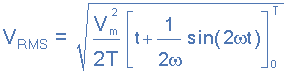 V_RMS = √( V_m² / 2T [ t + 1 / 2ω sin(2ωt) ]₀ᵀ )